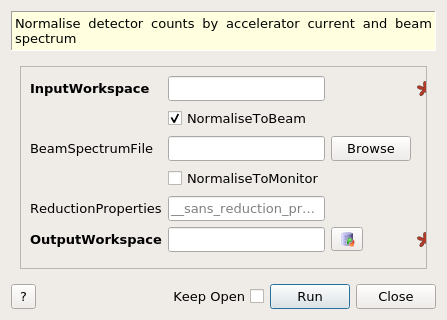 Normalise detector counts by accelerator current and beam
spectrum
InputWorkspace
NormaliseToBeam
BeamSpectrumFile Browse
NormaliseToMonitor
ReductionProperties __sans_reduction_pr...
OutputWorkspace
? Keep Open Run Close